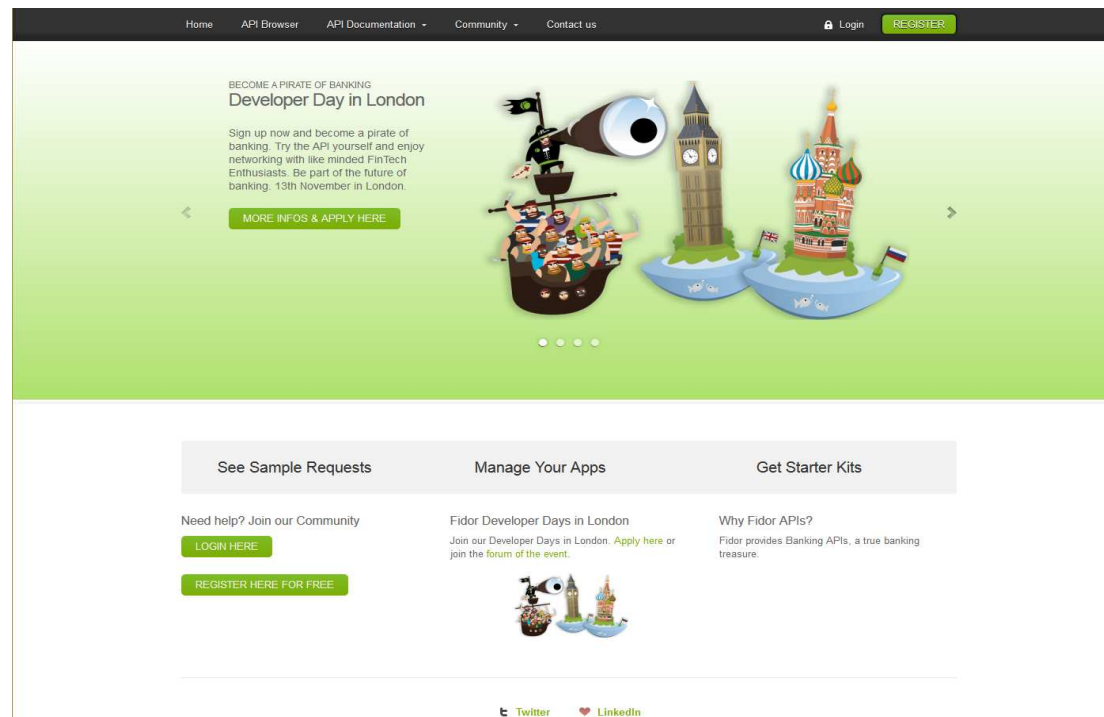 Home API Browser API Documentation Community Contact us Login REGISTER
BECOME A PIRATE OF BANKING
Developer Day in London
Sign up now and become a pirate of
banking. Try the API yourself and enjoy
networking with like minded FinTech
Enthusiasts. Be part of the future of
banking. 13th November in London.
MORE INFOS & APPLY HERE
See Sample Requests Manage Your Apps Get Starter Kits
Need help? Join our Community
LOGIN HERE
REGISTER HERE FOR FREE
Fidor Developer Days in London
Join our Developer Days in London. Apply here or
join the forum of the event.
Why Fidor APIs?
Fidor provides Banking APIs, a true banking
treasure.
Twitter LinkedIn